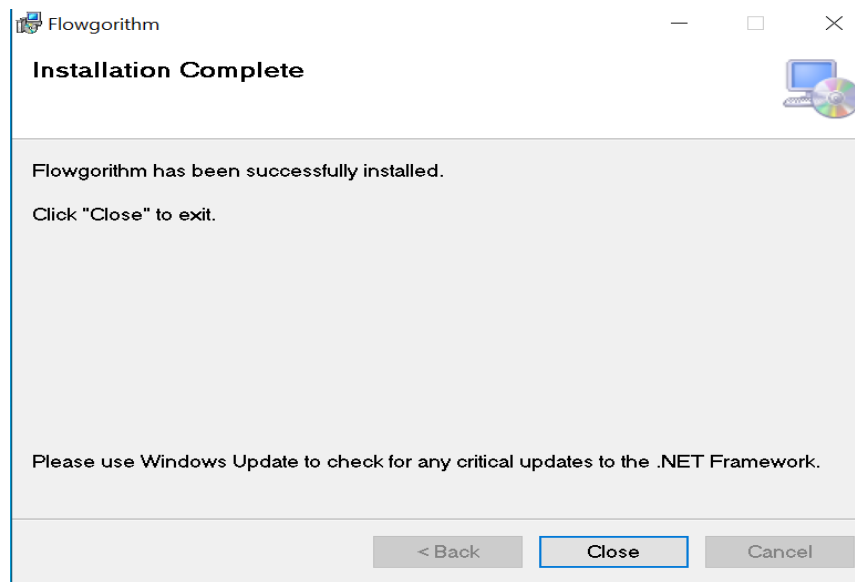 Flowgorithm
Installation Complete
Flowgorithm has been successfully installed.
Click "Close" to exit.
Please use Windows Update to check for any critical updates to the .NET Framework.
< Back Close Cancel